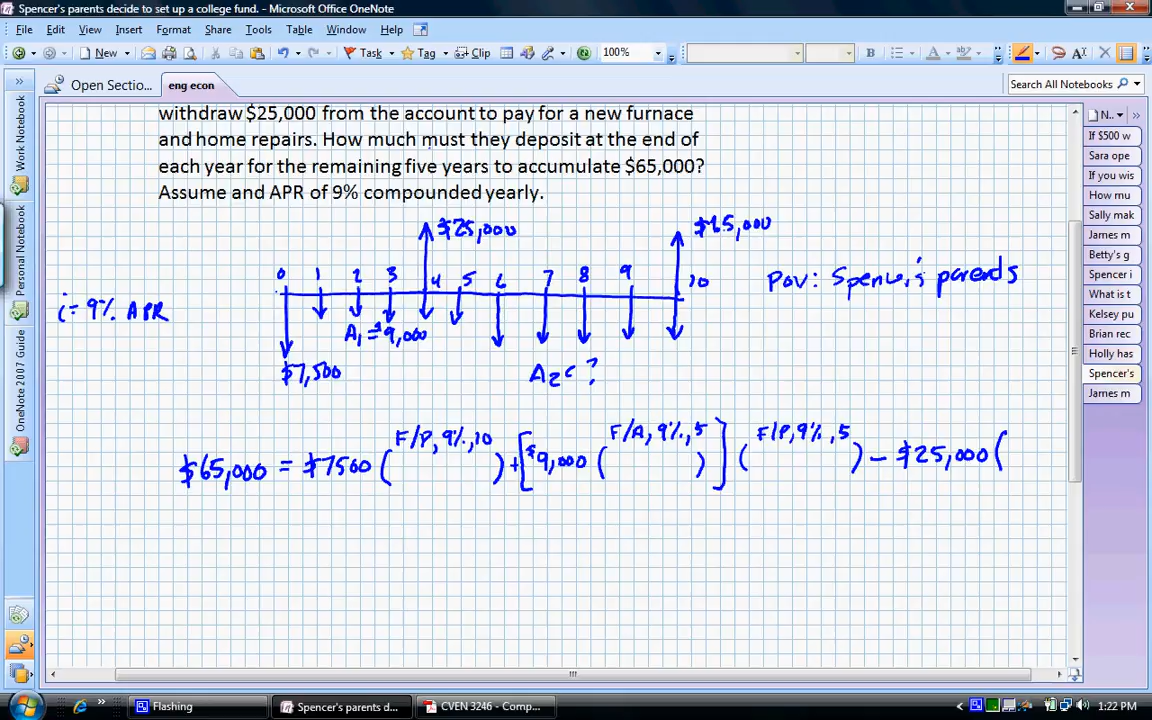 Spencer's parents decide to set up a college fund. - Microsoft Office OneNote
File Edit View Insert Format Share Tools Table Window Help
New Task Tag Clip 100% B A A
Open Sectio... eng econ Search All Notebooks
Work Notebook
Personal Notebook
OneNote 2007 Guide
withdraw $25,000 from the account to pay for a new furnace
and home repairs. How much must they deposit at the end of
each year for the remaining five years to accumulate $65,000?
Assume and APR of 9% compounded yearly.
$25,000 $65,000
0 1 2 3 4 5 6 7 8 9 10
POV: Spencer's parents
i = 9% APR
A1 = $9,000
$7,500
A2 = ?
$65,000 = $7500 (F/P, 9%, 10) + [$9,000 (F/A, 9%, 5)] (F/P, 9%, 5) - $25,000 (
N...
If $500 w
Sara ope
If you wis
How mu
Sally mak
James m
Betty's g
Spencer i
What is t
Kelsey pu
Brian rec
Holly has
Spencer's
James m
Flashing Spencer's parents d... CVEN 3246 - Comp... 1:22 PM